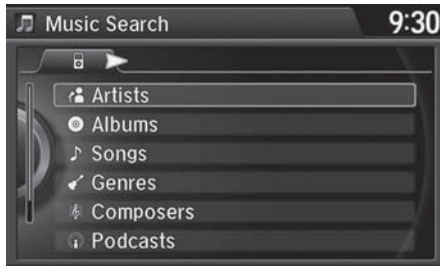 Music Search 9:30
Artists
Albums
Songs
Genres
Composers
Podcasts